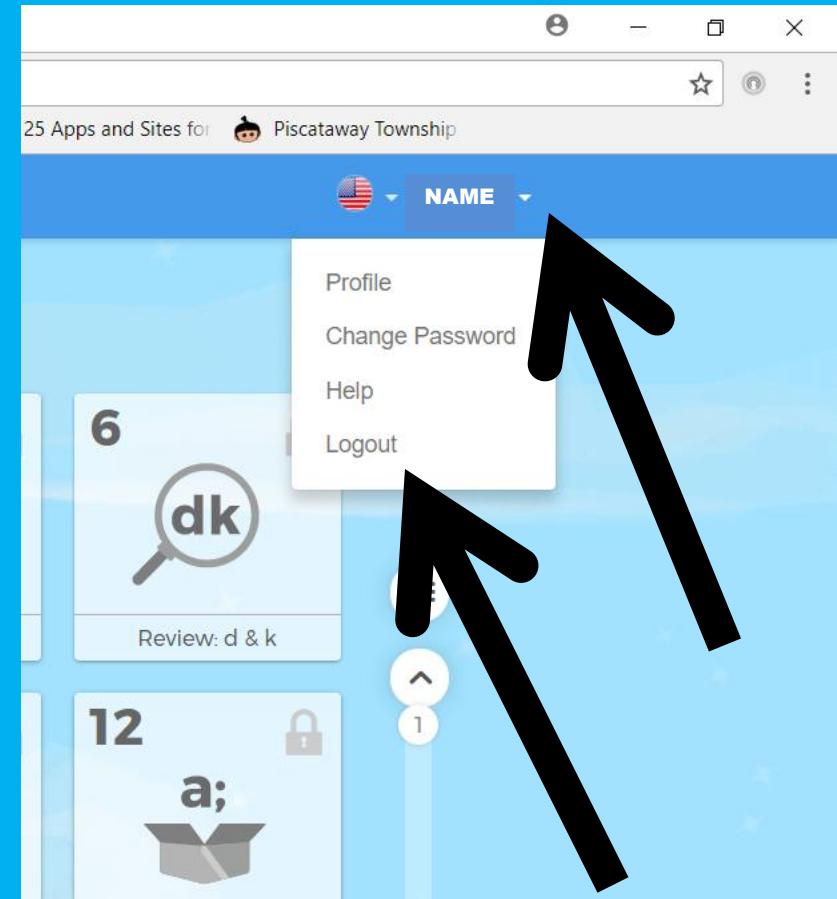 25 Apps and Sites for
Piscataway Township
NAME
Profile
Change Password
Help
Logout
6
dk
Review: d & k
12
a;
1